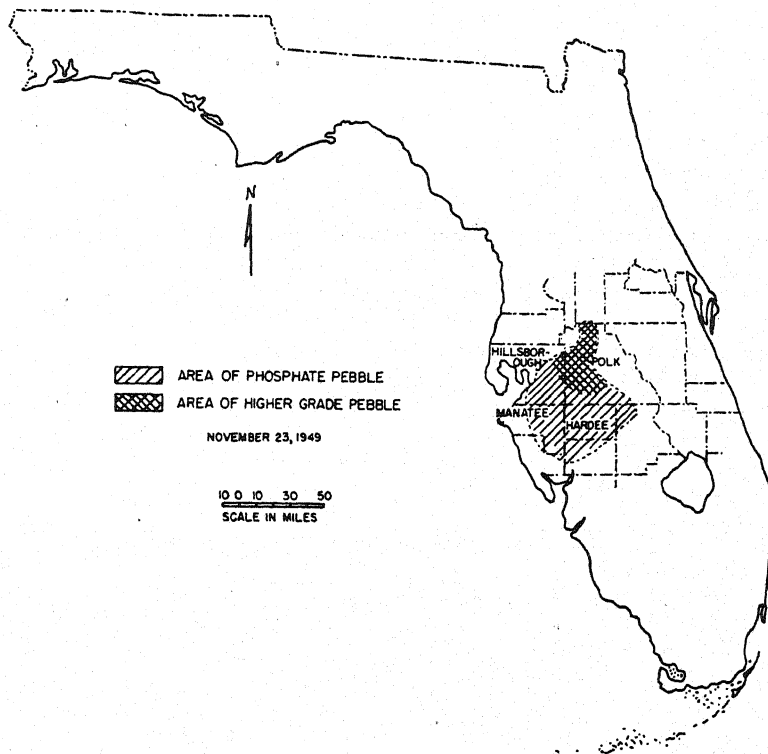 N
HILLSBOR-
OUGH
POLK
MANATEE
HARDEE
AREA OF PHOSPHATE PEBBLE
AREA OF HIGHER GRADE PEBBLE
NOVEMBER 23, 1949
10 0 10 30 50
SCALE IN MILES